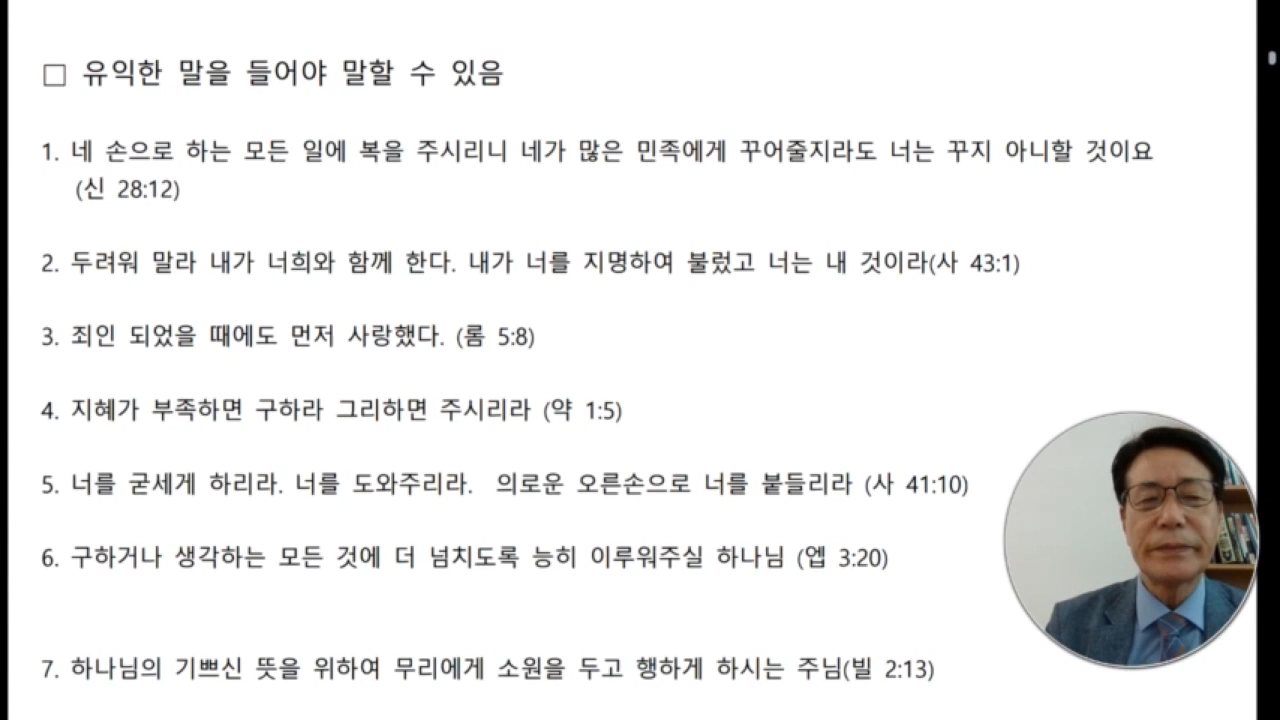 □ 유익한 말을 들어야 말할 수 있음
1. 네 손으로 하는 모든 일에 복을 주시리니 네가 많은 민족에게 꾸어줄지라도 너는 꾸지 아니할 것이요
(신 28:12)
2. 두려워 말라 내가 너희와 함께 한다. 내가 너를 지명하여 불렀고 너는 내 것이라(사 43:1)
3. 죄인 되었을 때에도 먼저 사랑했다. (롬 5:8)
4. 지혜가 부족하면 구하라 그리하면 주시리라 (약 1:5)
5. 너를 굳세게 하리라. 너를 도와주리라. 의로운 오른손으로 너를 붙들리라 (사 41:10)
6. 구하거나 생각하는 모든 것에 더 넘치도록 능히 이루워주실 하나님 (엡 3:20)
7. 하나님의 기쁘신 뜻을 위하여 무리에게 소원을 두고 행하게 하시는 주님(빌 2:13)